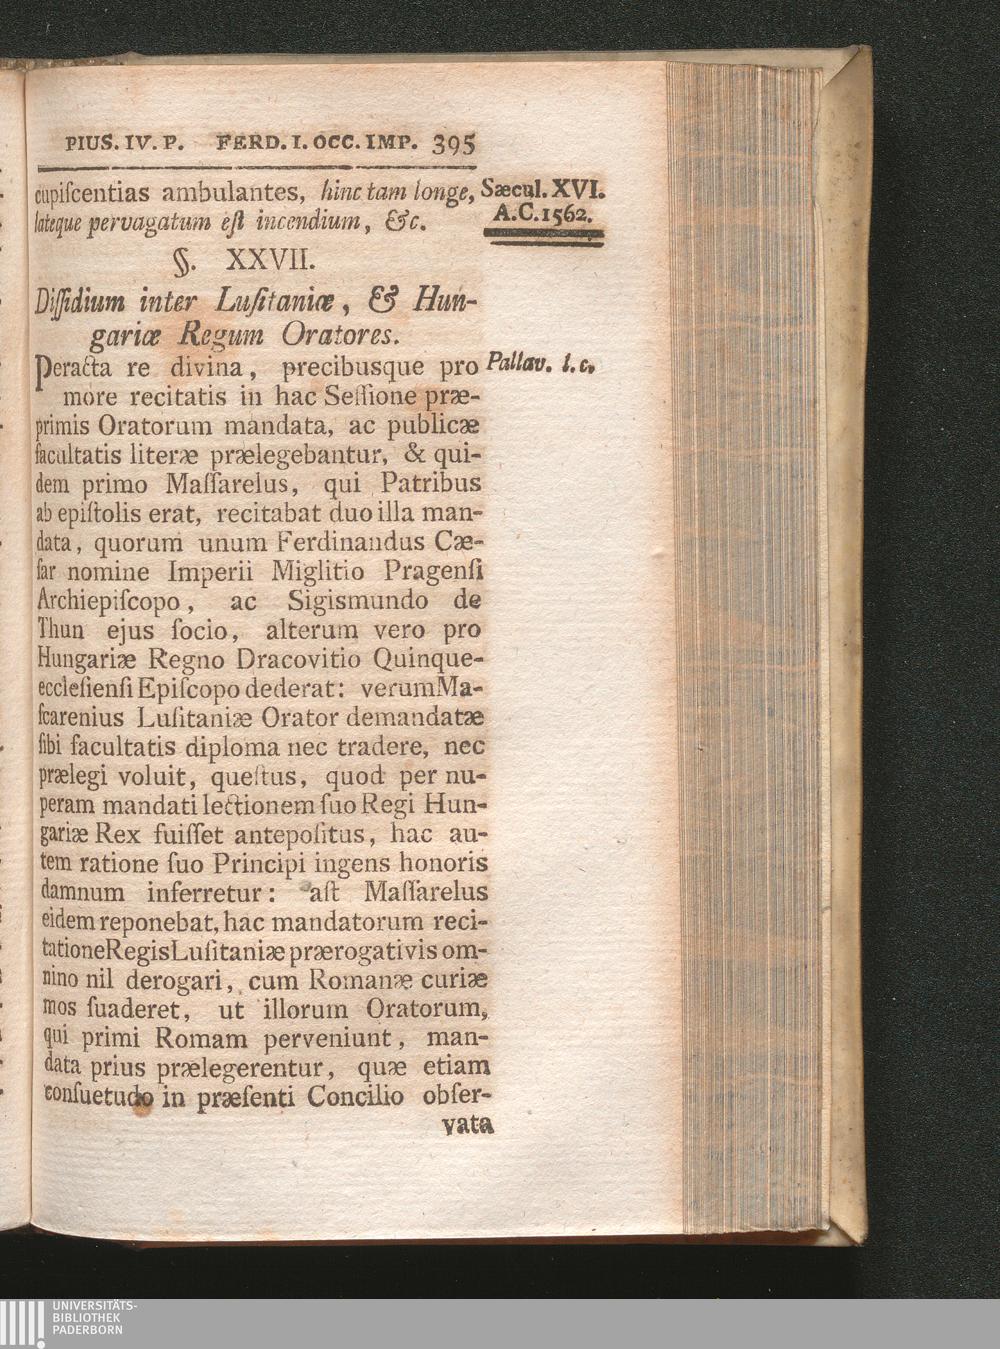 PIUS. IV. P. FERD. I. OCC. IMP. 395
cupiſcentias ambulantes, hinc tam longe,
lateque pervagatum eſt incendium, &c.
Sæcul. XVI.
A.C.1562.
§. XXVII.
Diſſidium inter Luſitaniæ, & Hun-
gariæ Regum Oratores.
Peracta re divina, precibusque pro
Pallav. l.c.
more recitatis in hac Seſſione præ-
primis Oratorum mandata, ac publicæ
facultatis literæ prælegebantur, & qui-
dem primo Maſſarelus, qui Patribus
ab epiſtolis erat, recitabat duo illa man-
data, quorum unum Ferdinandus Cæ-
ſar nomine Imperii Miglitio Pragenſi
Archiepiſcopo, ac Sigismundo de
Thun ejus ſocio, alterum vero pro
Hungariæ Regno Dracovitio Quinque-
eccleſienſi Epiſcopo dederat: verum Ma-
ſcarenius Luſitaniæ Orator demandatæ
ſibi facultatis diploma nec tradere, nec
prælegi voluit, queſtus, quod per nu-
peram mandati lectionem ſuo Regi Hun-
gariæ Rex fuiſſet antepoſitus, hac au-
tem ratione ſuo Principi ingens honoris
damnum inferretur: aſt Maſſarelus
eidem reponebat, hac mandatorum reci-
tatione Regis Luſitaniæ prærogativis om-
nino nil derogari, cum Romanæ curiæ
mos ſuaderet, ut illorum Oratorum,
qui primi Romam perveniunt, man-
data prius prælegerentur, quæ etiam
conſuetudo in præſenti Concilio obſer-
vata
UNIVERSITÄTS-
BIBLIOTHEK
PADERBORN